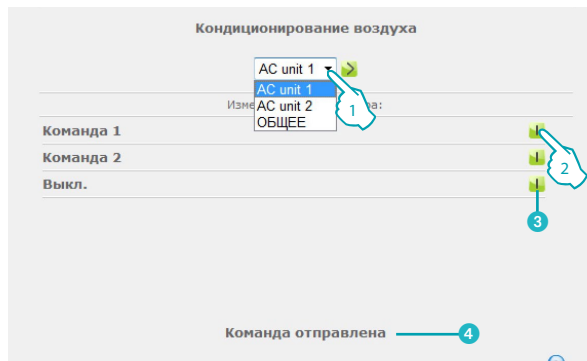 Кондиционирование воздуха
AC unit 1
AC unit 1
Изме
ра:
AC unit 2
1
ОБЩЕЕ
Команда 1
2
Команда 2
Выкл.
3
Команда отправлена
4